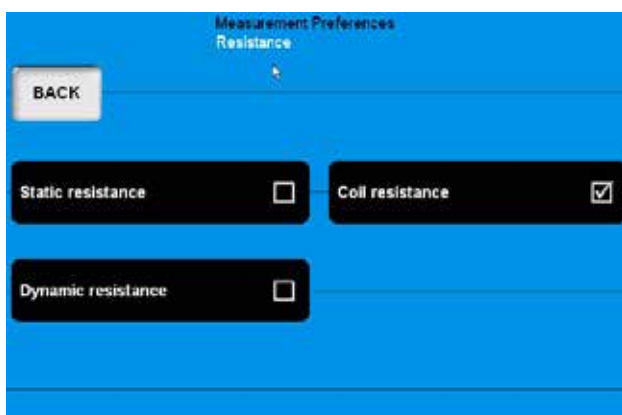 Measurement Preferences
Resistance
BACK
Static resistance
Coil resistance
Dynamic resistance